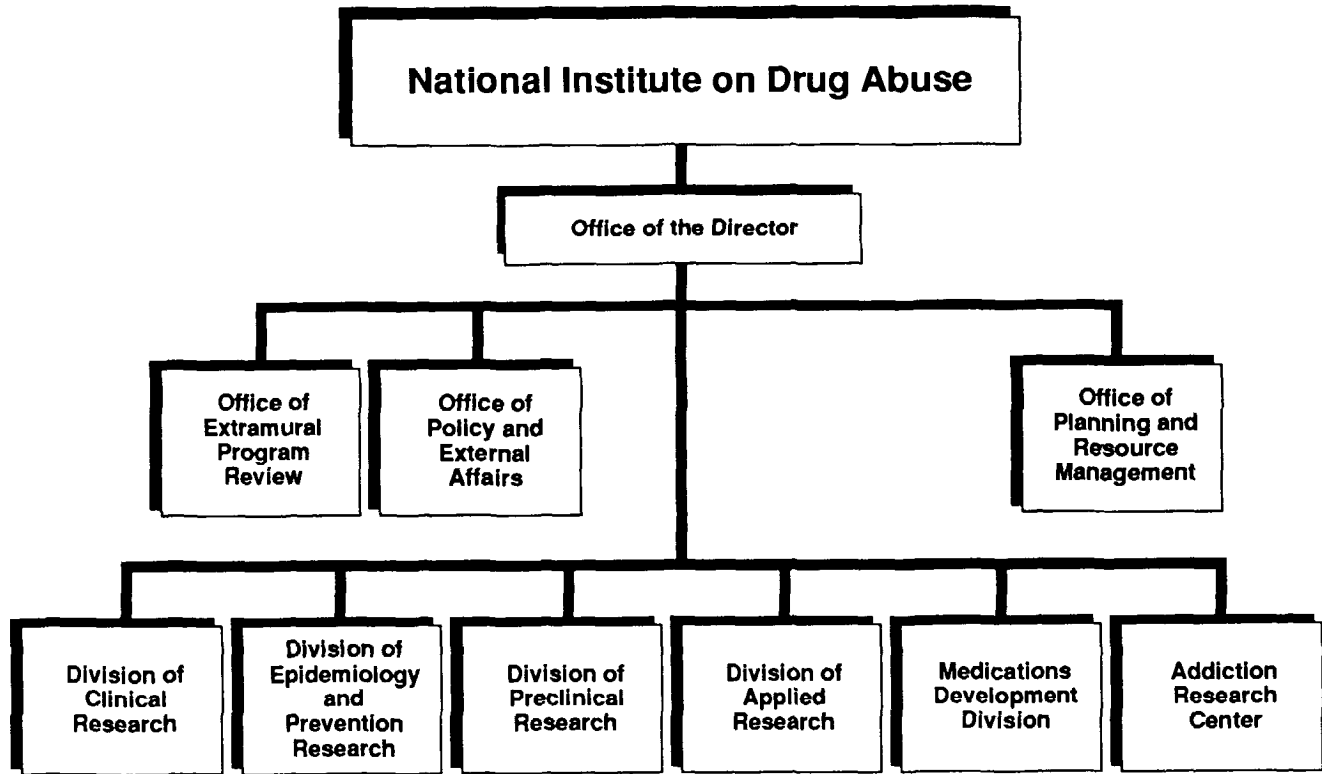 National Institute on Drug Abuse
Office of the Director
Office of
Extramural
Program
Review
Office of
Policy and
External
Affairs
Office of
Planning and
Resource
Management
Division of
Clinical
Research
Division of
Epidemiology
and
Prevention
Research
Division of
Preclinical
Research
Division of
Applied
Research
Medications
Development
Division
Addiction
Research
Center